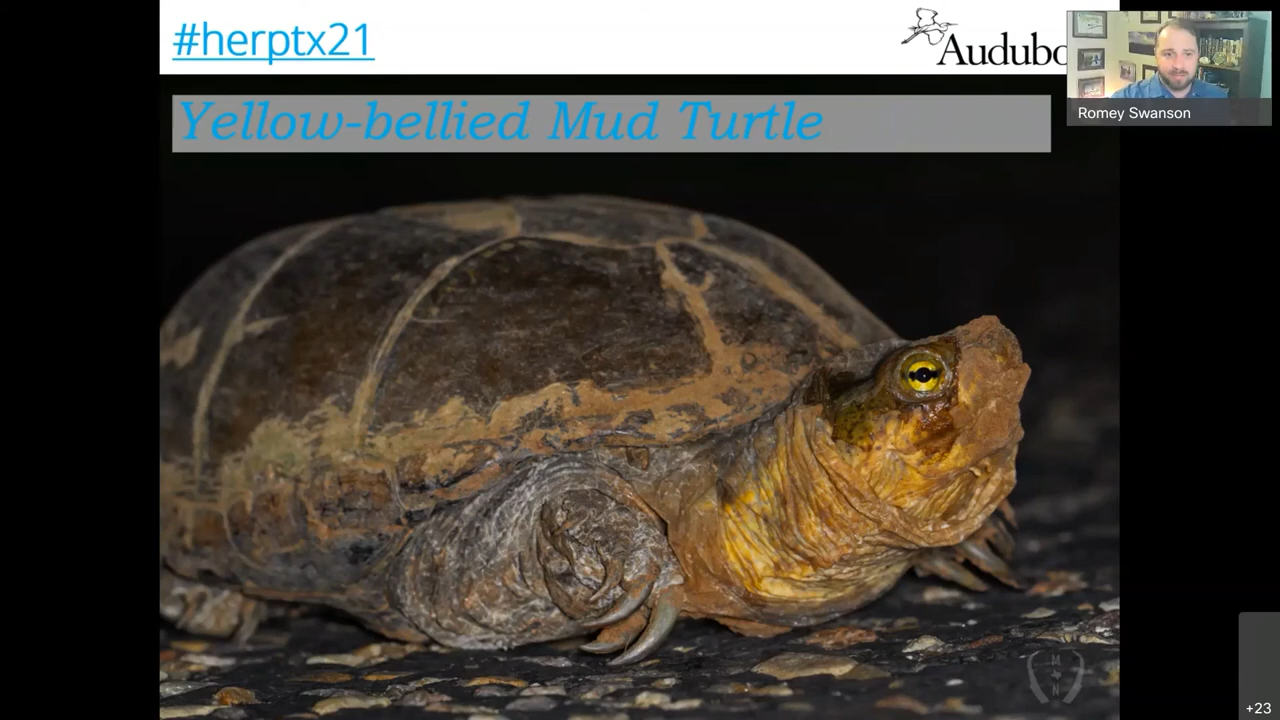 #herptx21
Audubo
Romey Swanson
Yellow-bellied Mud Turtle
M
N
+23